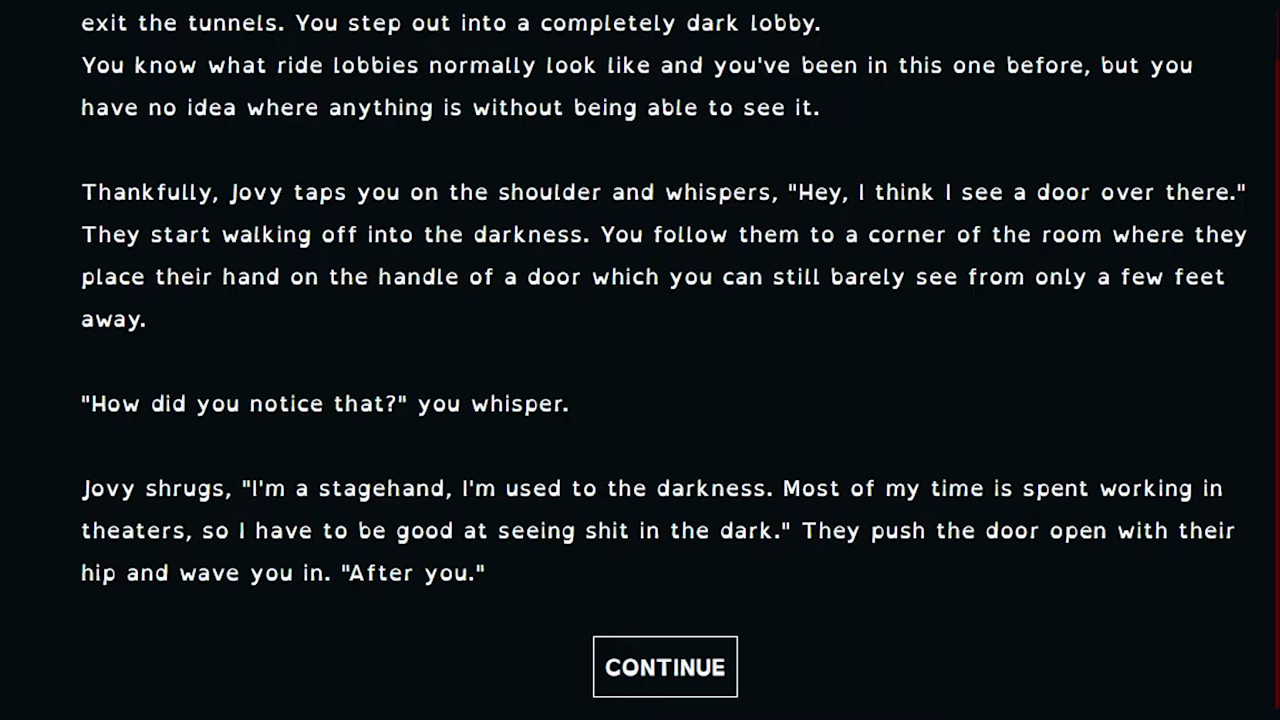 exit the tunnels. You step out into a completely dark lobby.
You know what ride lobbies normally look like and you've been in this one before, but you
have no idea where anything is without being able to see it.
Thankfully, Jovy taps you on the shoulder and whispers, "Hey, I think I see a door over there."
They start walking off into the darkness. You follow them to a corner of the room where they
place their hand on the handle of a door which you can still barely see from only a few feet
away.
"How did you notice that?" you whisper.
Jovy shrugs, "I'm a stagehand, I'm used to the darkness. Most of my time is spent working in
theaters, so I have to be good at seeing shit in the dark." They push the door open with their
hip and wave you in. "After you."
CONTINUE